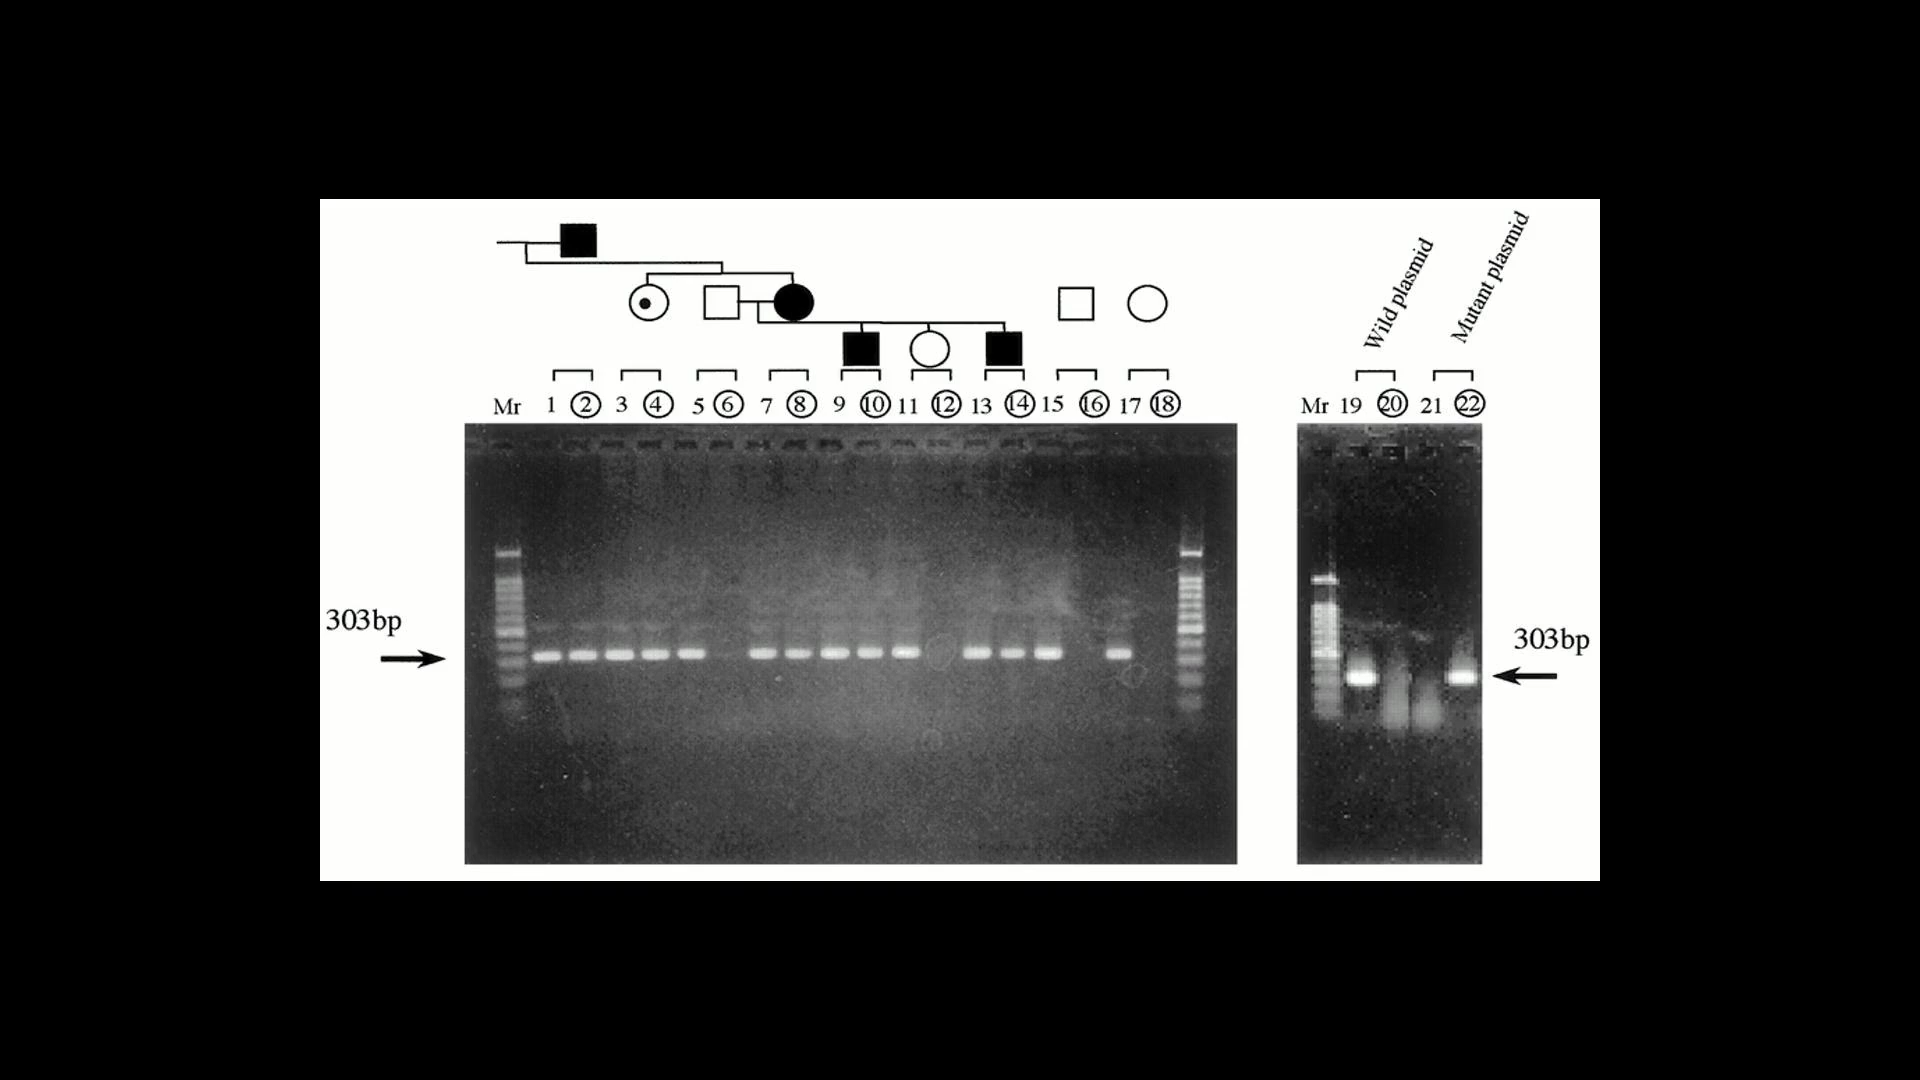 Wild plasmid
Mutant plasmid
Mr 1 2 3 4 5 6 7 8 9 10 11 12 13 14 15 16 17 18
Mr 19 20 21 22
303bp
303bp